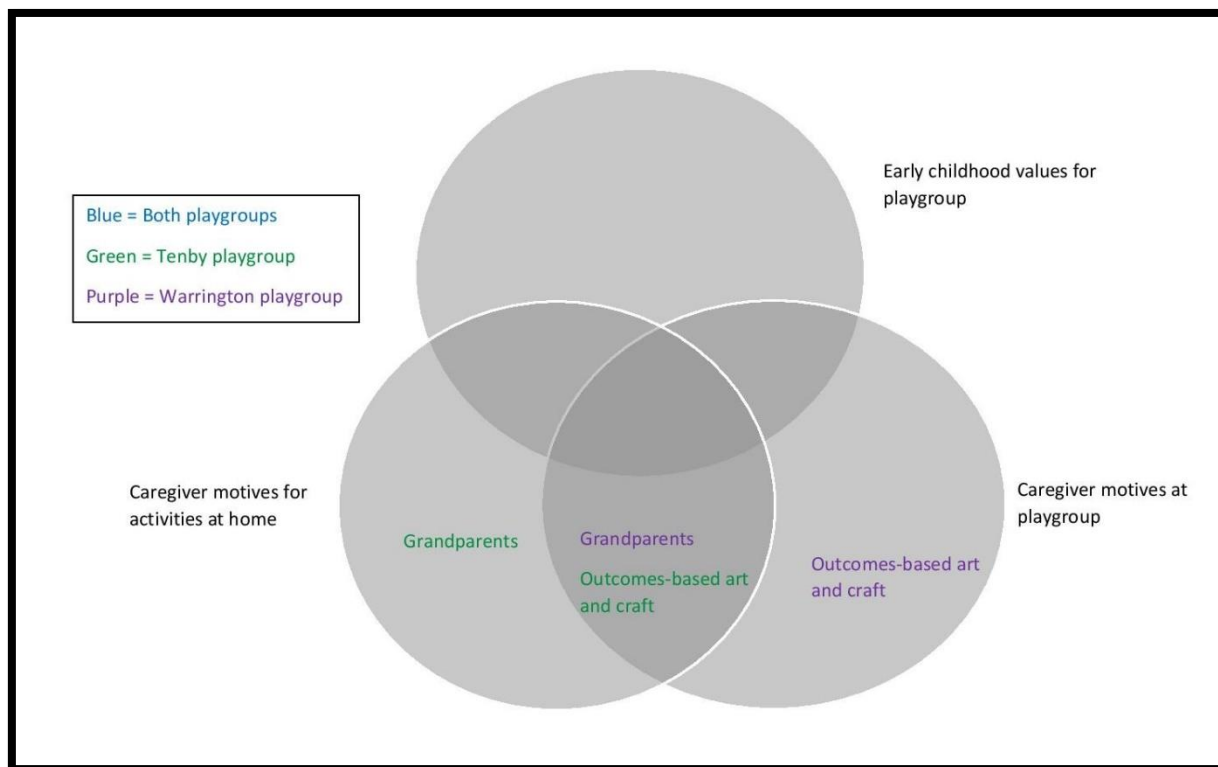 Early childhood values for
playgroup
Blue = Both playgroups
Green = Tenby playgroup
Purple = Warrington playgroup
Caregiver motives for
activities at home
Caregiver motives at
playgroup
Grandparents
Grandparents
Outcomes-based art
and craft
Outcomes-based art
and craft